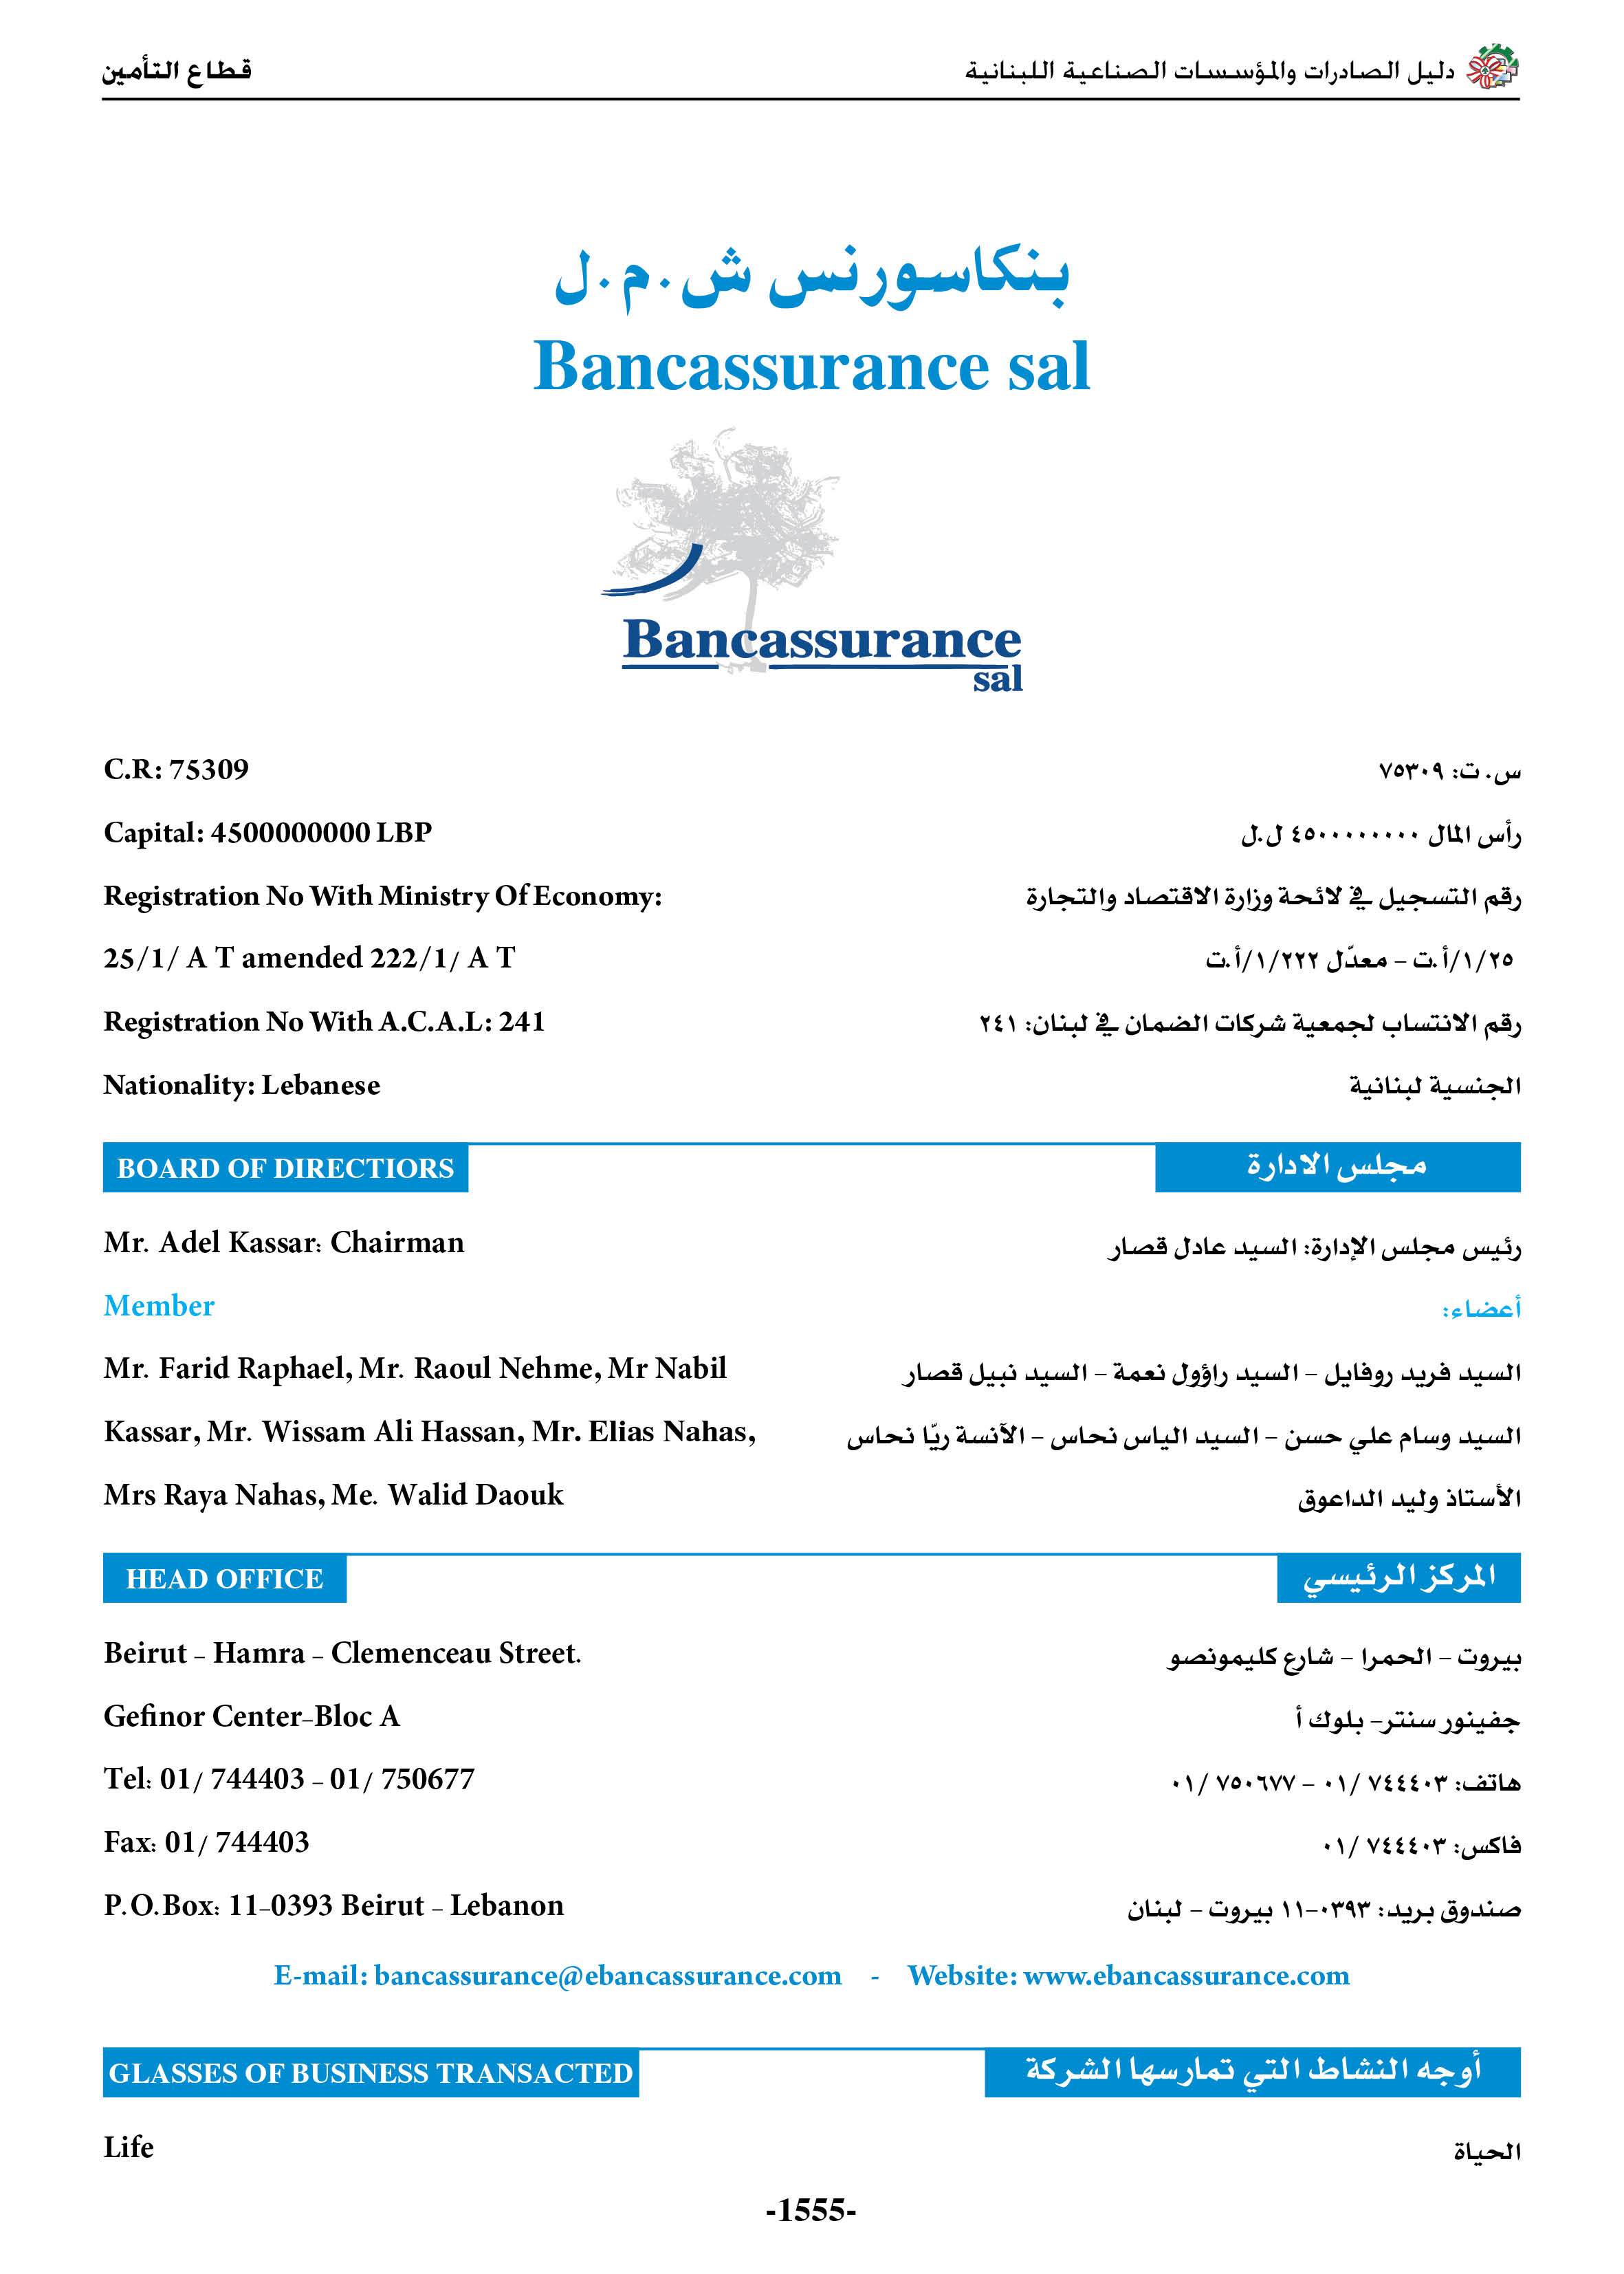 دليل الصادرات والمؤسسات الصناعية اللبنانية
قطاع التأمين
بنكاسورنس ش.م.ل
Bancassurance sal
Bancassurance
sal
C.R: 75309
س. ت: ٧٥٣٠٩
Capital: 4500000000 LBP
رأس المال ٤٥٠٠٠٠٠٠٠٠ ل.ل
Registration No With Ministry Of Economy:
رقم التسجيل في لائحة وزارة الاقتصاد والتجارة
25/1/ A T amended 222/1/ A T
١/٢٥/أ.ت – معدّل ١/٢٢٢/أ.ت
Registration No With A.C.A.L: 241
رقم الانتساب لجمعية شركات الضمان في لبنان: ٢٤١
Nationality: Lebanese
الجنسية لبنانية
BOARD OF DIRECTIORS
مجلس الادارة
Mr. Adel Kassar: Chairman
رئيس مجلس الإدارة: السيد عادل قصار
Member
أعضاء:
Mr. Farid Raphael, Mr. Raoul Nehme, Mr Nabil
السيد فريد روفايل – السيد راؤول نعمة – السيد نبيل قصار
Kassar, Mr. Wissam Ali Hassan, Mr. Elias Nahas,
السيد وسام علي حسن – السيد الياس نحاس – الآنسة ريّا نحاس
Mrs Raya Nahas, Me. Walid Daouk
الأستاذ وليد الداعوق
HEAD OFFICE
المركز الرئيسي
Beirut – Hamra – Clemenceau Street.
بيروت – الحمرا – شارع كليمونصو
Gefinor Center–Bloc A
جفينور سنتر– بلوك أ
Tel: 01/ 744403 – 01/ 750677
هاتف: ٧٤٤٤٠٣ /٠١ – ٧٥٠٦٧٧ /٠١
Fax: 01/ 744403
فاكس: ٧٤٤٤٠٣ /٠١
P.O.Box: 11–0393 Beirut – Lebanon
صندوق بريد: ٠٣٩٣–١١ بيروت – لبنان
E-mail: bancassurance@ebancassurance.com - Website: www.ebancassurance.com
GLASSES OF BUSINESS TRANSACTED
أوجه النشاط التي تمارسها الشركة
Life
الحياة
-1555-